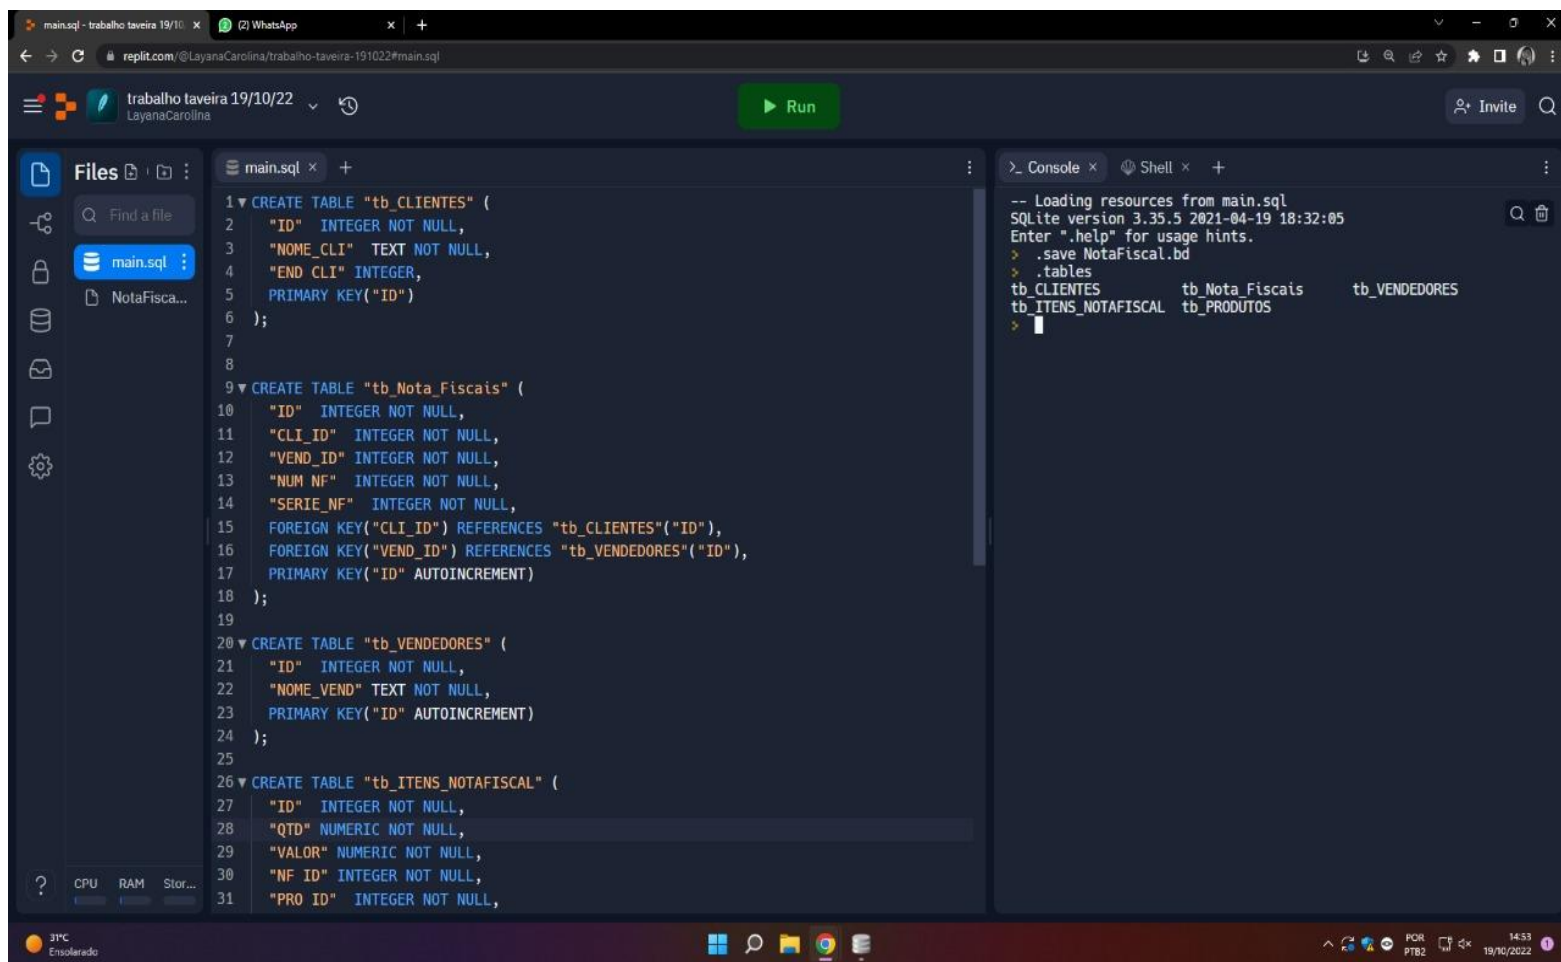 main.sql - trabalho taveira 19/10
(2) WhatsApp
replit.com/@LayanaCarolina/trabalho-taveira-191022#main.sql
trabalho taveira 19/10/22
LayanaCarolina
Run
Invite
Files
Find a file
main.sql
NotaFisca...
main.sql
1 CREATE TABLE "tb_CLIENTES" (
2 "ID" INTEGER NOT NULL,
3 "NOME_CLI" TEXT NOT NULL,
4 "END CLI" INTEGER,
5 PRIMARY KEY("ID")
6 );
7
8
9 CREATE TABLE "tb_Nota_Fiscais" (
10 "ID" INTEGER NOT NULL,
11 "CLI_ID" INTEGER NOT NULL,
12 "VEND_ID" INTEGER NOT NULL,
13 "NUM NF" INTEGER NOT NULL,
14 "SERIE_NF" INTEGER NOT NULL,
15 FOREIGN KEY("CLI_ID") REFERENCES "tb_CLIENTES"("ID"),
16 FOREIGN KEY("VEND_ID") REFERENCES "tb_VENDEDORES"("ID"),
17 PRIMARY KEY("ID" AUTOINCREMENT)
18 );
19
20 CREATE TABLE "tb_VENDEDORES" (
21 "ID" INTEGER NOT NULL,
22 "NOME_VEND" TEXT NOT NULL,
23 PRIMARY KEY("ID" AUTOINCREMENT)
24 );
25
26 CREATE TABLE "tb_ITENS_NOTAFISCAL" (
27 "ID" INTEGER NOT NULL,
28 "QTD" NUMERIC NOT NULL,
29 "VALOR" NUMERIC NOT NULL,
30 "NF ID" INTEGER NOT NULL,
31 "PRO ID" INTEGER NOT NULL,
Console
Shell
-- Loading resources from main.sql
SQLite version 3.35.5 2021-04-19 18:32:05
Enter ".help" for usage hints.
> .save NotaFiscal.bd
> .tables
tb_CLIENTES tb_Nota_Fiscais tb_VENDEDORES
tb_ITENS_NOTAFISCAL tb_PRODUTOS
>
? CPU RAM Stor...
31°C
Ensolarado
POR
PTB2
14:53
19/10/2022
1